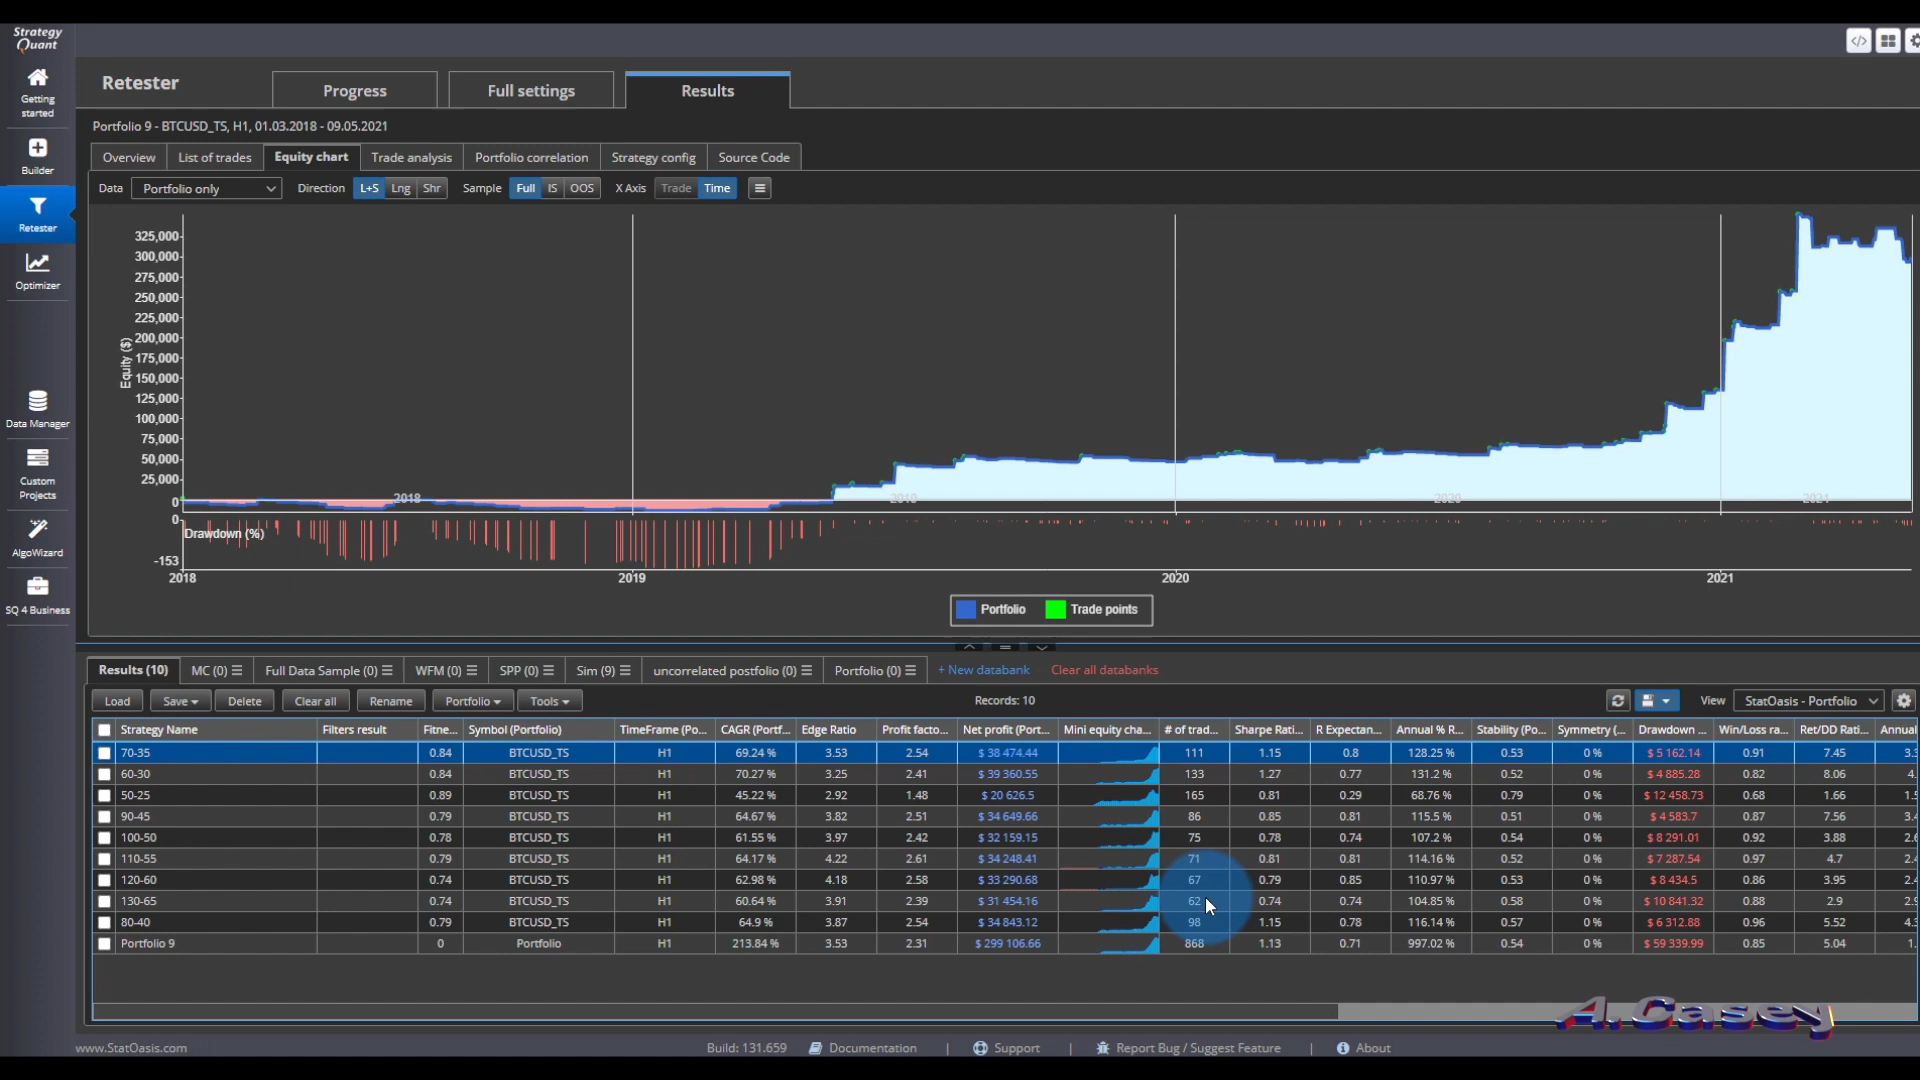 Strategy
Quant
Getting
started
Builder
Retester
Optimizer
Data Manager
Custom
Projects
AlgoWizard
SQ 4 Business
Retester
Progress
Full settings
Results
Portfolio 9 - BTCUSD_TS, H1, 01.03.2018 - 09.05.2021
Overview List of trades Equity chart Trade analysis Portfolio correlation Strategy config Source Code
Data Portfolio only Direction L+S Lng Shr Sample Full IS OOS X Axis Trade Time
Equity ($)
325,000
300,000
275,000
250,000
225,000
200,000
175,000
150,000
125,000
100,000
75,000
50,000
25,000
0
2018 2019 2020 2021
0
Drawdown (%)
-153
2018 2019 2020 2021
Portfolio Trade points
Results (10) MC (0) Full Data Sample (0) WFM (0) SPP (0) Sim (9) uncorrelated postfolio (0) Portfolio (0) + New databank Clear all databanks
Load Save Delete Clear all Rename Portfolio Tools Records: 10 View StatOasis - Portfolio
Strategy Name Filters result Fitne... Symbol (Portfolio) TimeFrame (Po... CAGR (Portf... Edge Ratio Profit facto... Net profit (Port... Mini equity cha... # of trad... Sharpe Rati... R Expectan... Annual % R... Stability (Po... Symmetry (... Drawdown ... Win/Loss ra... Ret/DD Rati... Annual
70-35 0.84 BTCUSD_TS H1 69.24 % 3.53 2.54 $ 38 474.44 111 1.15 0.8 128.25 % 0.53 0 % $ 5 162.14 0.91 7.45 3.3
60-30 0.84 BTCUSD_TS H1 70.27 % 3.25 2.41 $ 39 360.55 133 1.27 0.77 131.2 % 0.52 0 % $ 4 885.28 0.82 8.06 4.
50-25 0.89 BTCUSD_TS H1 45.22 % 2.92 1.48 $ 20 626.5 165 0.81 0.29 68.76 % 0.79 0 % $ 12 458.73 0.68 1.66 1.5
90-45 0.79 BTCUSD_TS H1 64.67 % 3.82 2.51 $ 34 649.66 86 0.85 0.81 115.5 % 0.51 0 % $ 4 583.7 0.87 7.56 3.4
100-50 0.78 BTCUSD_TS H1 61.55 % 3.97 2.42 $ 32 159.15 75 0.78 0.74 107.2 % 0.54 0 % $ 8 291.01 0.92 3.88 2.6
110-55 0.79 BTCUSD_TS H1 64.17 % 4.22 2.61 $ 34 248.41 71 0.81 0.81 114.16 % 0.52 0 % $ 7 287.54 0.97 4.7 2.4
120-60 0.74 BTCUSD_TS H1 62.98 % 4.18 2.58 $ 33 290.68 67 0.79 0.85 110.97 % 0.53 0 % $ 8 434.5 0.86 3.95 2.4
130-65 0.74 BTCUSD_TS H1 60.64 % 3.91 2.39 $ 31 454.16 62 0.74 0.74 104.85 % 0.58 0 % $ 10 841.32 0.88 2.9 2.9
80-40 0.79 BTCUSD_TS H1 64.9 % 3.87 2.54 $ 34 843.12 98 1.15 0.78 116.14 % 0.57 0 % $ 6 312.88 0.96 5.52 3.2
Portfolio 9 0 Portfolio H1 213.84 % 3.53 2.31 $ 299 106.66 868 1.13 0.71 997.02 % 0.54 0 % $ 59 339.99 0.85 5.04 1.
A. Casey
www.StatOasis.com Build: 131.659 Documentation | Support | Report Bug / Suggest Feature | About